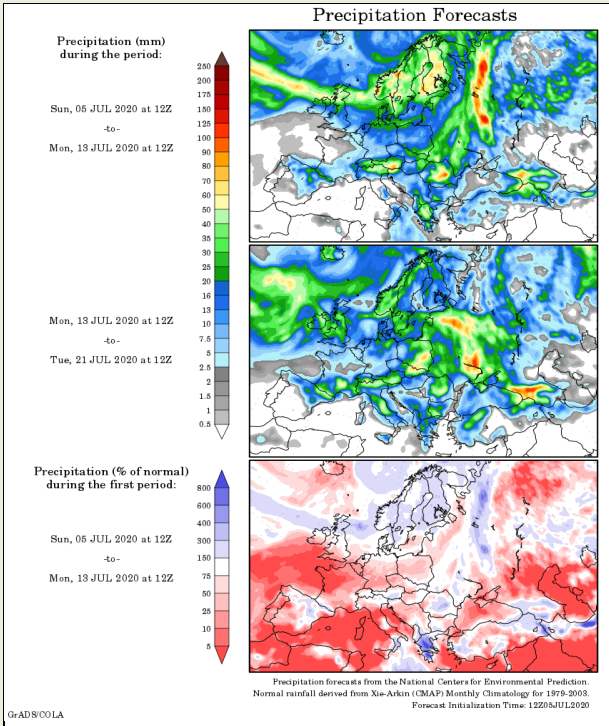 Precipitation Forecasts
Precipitation (mm)
during the period:
Sun, 05 JUL 2020 at 12Z
-to-
Mon, 13 JUL 2020 at 12Z
250
200
175
150
125
100
90
80
70
60
50
40
35
30
25
20
16
13
10
7.5
5
2.5
2
1.5
1
0.5
Mon, 13 JUL 2020 at 12Z
-to-
Tue, 21 JUL 2020 at 12Z
Precipitation (% of normal)
during the first period:
Sun, 05 JUL 2020 at 12Z
-to-
Mon, 13 JUL 2020 at 12Z
800
600
400
300
150
75
50
25
10
5
Precipitation forecasts from the National Centers for Environmental Prediction.
Normal rainfall derived from Xie-Arkin (CMAP) Monthly Climatology for 1979-2003.
Forecast Initialization Time: 12Z05JUL2020
GrADS/COLA